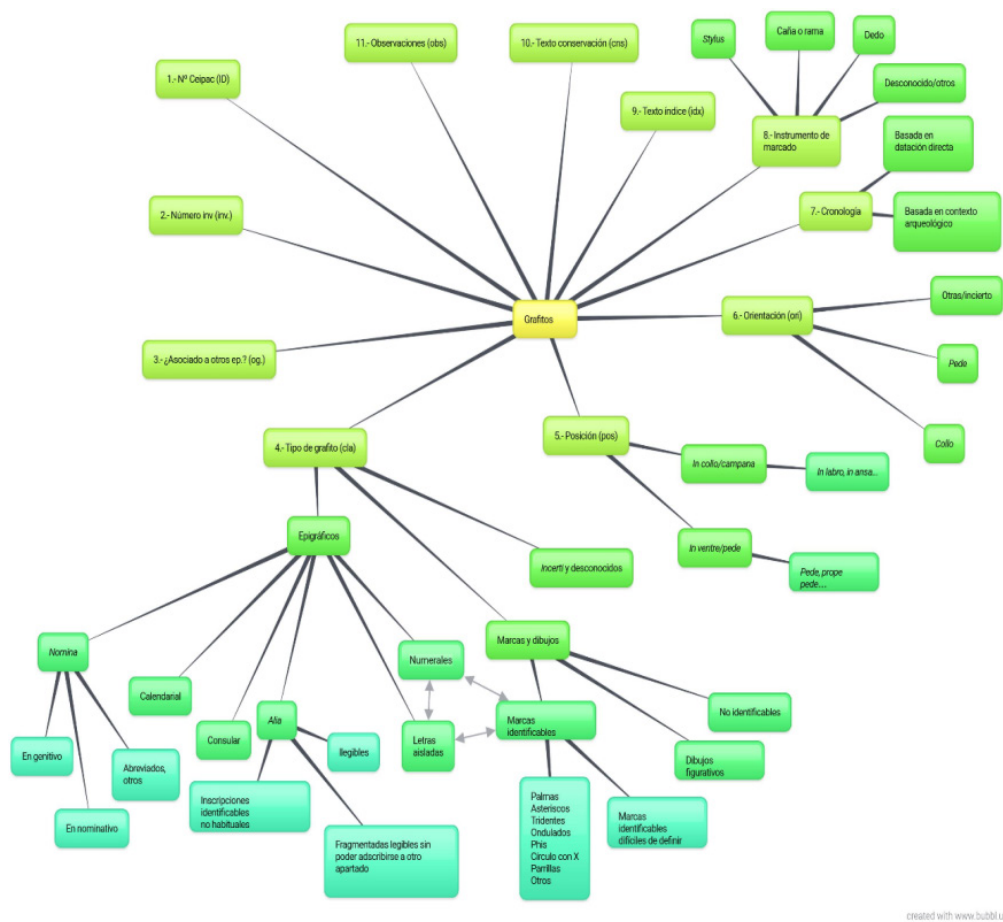 11.- Observaciones (obs)
10.- Texto conservación (cns)
Stylus
Caña o rama
Dedo
1.- Nº Ceipac (ID)
Desconocido/otros
9.- Texto índice (idx)
8.- Instrumento de
marcado
Basada en
datación directa
2.- Número inv (inv.)
7.- Cronología
Basada en contexto
arqueológico
Grafitos
6.- Orientación (ori)
Otras/incierto
3.- ¿Asociado a otros ep.? (og.)
Pede
Collo
4.- Tipo de grafito (cla)
5.- Posición (pos)
In collo/campana
In labro, in ansa...
Epigráficos
In ventre/pede
Incerti y desconocidos
Pede, prope
pede....
Nomina
Numerales
Marcas y dibujos
Calendarial
Consular
Alia
Letras
aisladas
Marcas
identificables
No identificables
En genitivo
Abreviados,
otros
Ilegibles
Dibujos
figurativos
En nominativo
Inscripciones
identificables
no habituales
Fragmentadas legibles sin
poder adscribirse a otro
apartado
Palmas
Asteriscos
Tridentes
Ondulados
Phis
Círculo con X
Parrillas
Otros
Marcas
identificables
difíciles de definir
created with www.bubbl.u